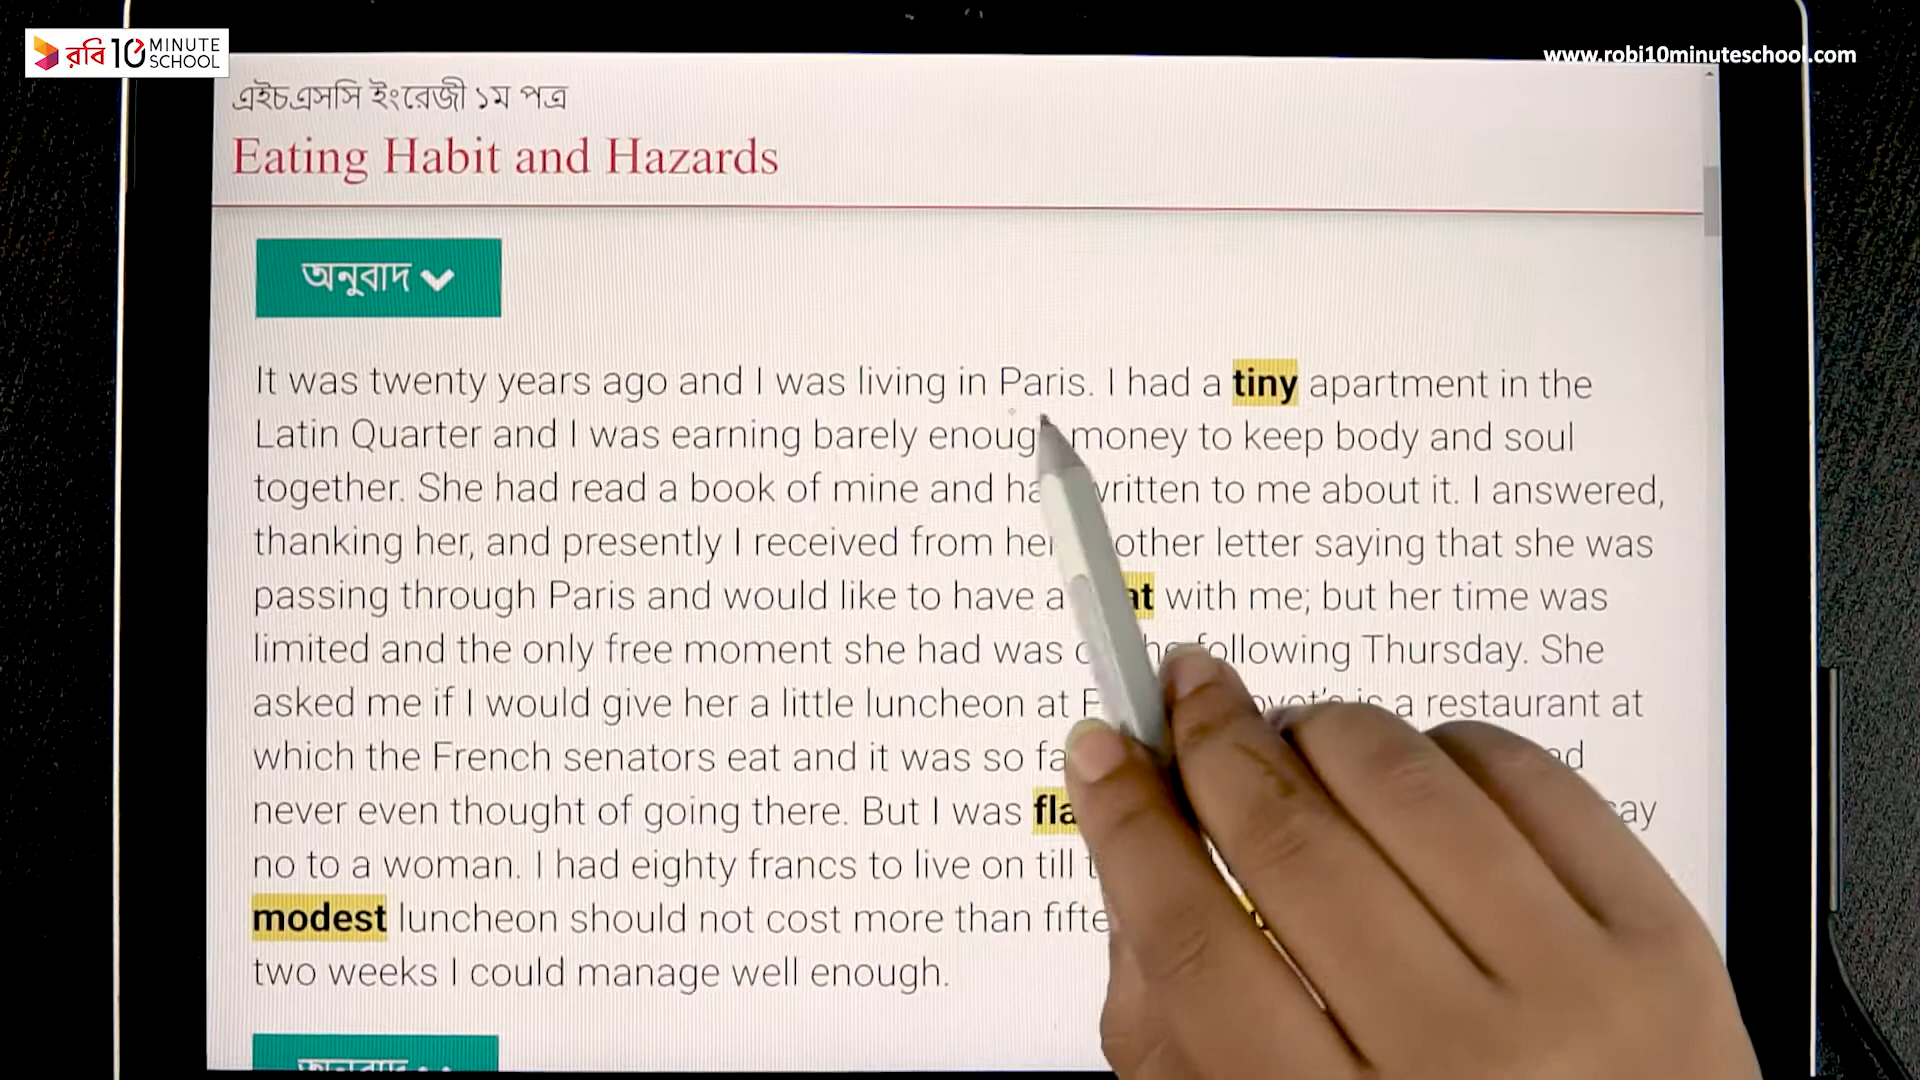 রবি 10 MINUTE SCHOOL
www.robi10minuteschool.com
এইচএসসি ইংরেজী ১ম পত্র
Eating Habit and Hazards
অনুবাদ
It was twenty years ago and I was living in Paris. I had a tiny apartment in the
Latin Quarter and I was earning barely enough money to keep body and soul
together. She had read a book of mine and written to me about it. I answered,
thanking her, and presently I received from her letter saying that she was
passing through Paris and would like to have a with me; but her time was
limited and the only free moment she had was following Thursday. She
asked me if I would give her a little luncheon at is a restaurant at
which the French senators eat and it was so
never even thought of going there. But I was say
no to a woman. I had eighty francs to live on till
modest luncheon should not cost more than
two weeks I could manage well enough.
অনুবাদ